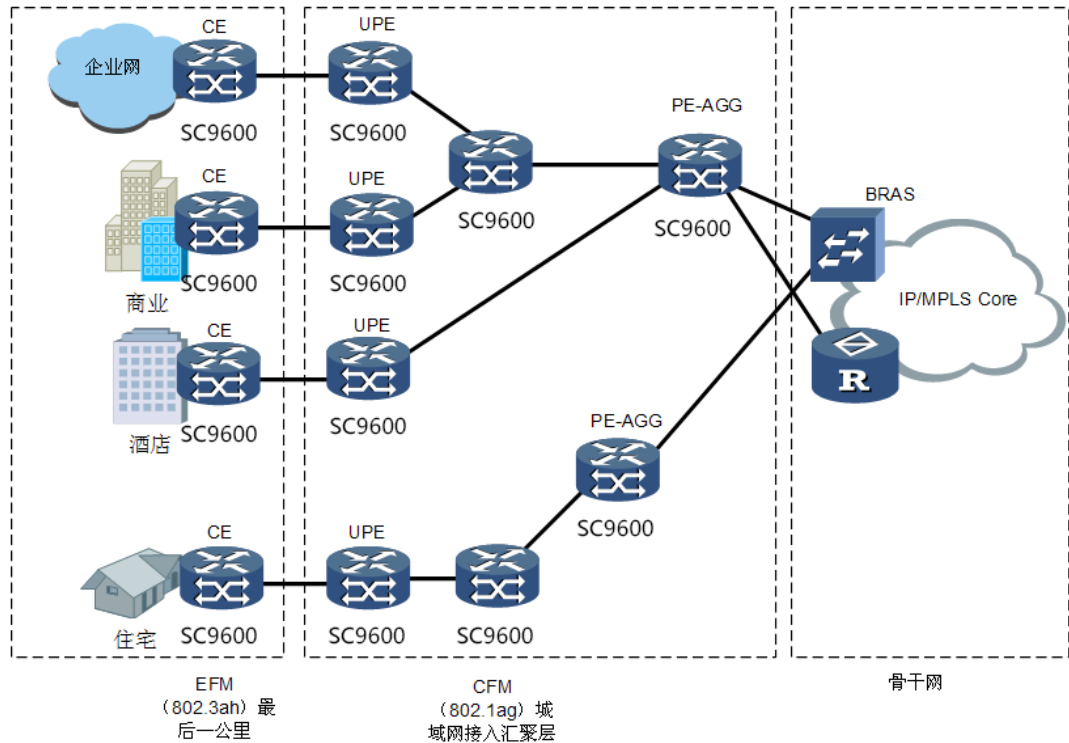 CE
UPE
企业网
SC9600
SC9600
PE-AGG
CE
UPE
SC9600
SC9600
BRAS
SC9600
SC9600
商业
IP/MPLS Core
CE
UPE
R
酒店
SC9600
SC9600
PE-AGG
SC9600
CE
UPE
住宅
SC9600
SC9600
SC9600
EFM
（802.3ah）最
后一公里
CFM
（802.1ag）城
域网接入汇聚层
骨干网